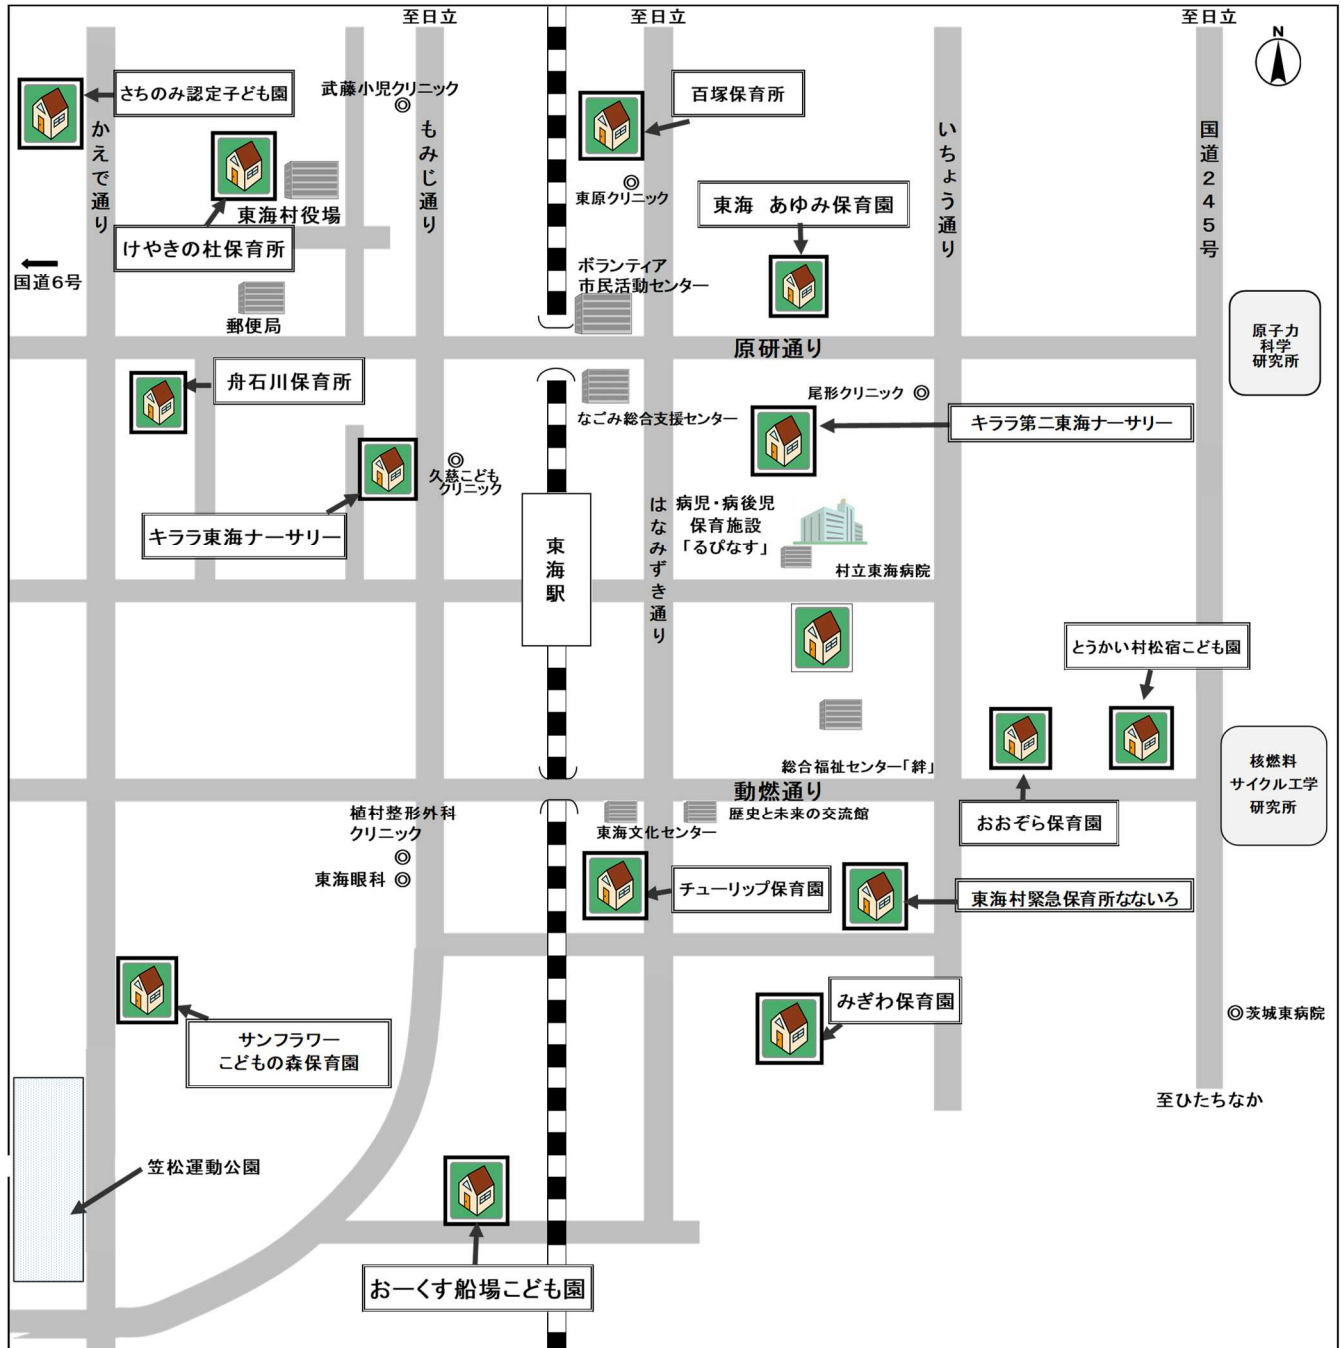 至日立
至日立
至日立
N
さちのみ認定子ども園
武藤小児クリニック
百塚保育所
かえで通り
もみじ通り
いちょう通り
国道245号
東原クリニック
東海村役場
東海 あゆみ保育園
けやきの杜保育所
国道6号
ボランティア
市民活動センター
郵便局
原研通り
原子力
科学
研究所
舟石川保育所
なごみ総合支援センター
尾形クリニック
キララ第二東海ナーサリー
久慈こども
クリニック
キララ東海ナーサリー
東海駅
はなみずき通り
病児・病後児
保育施設
「るぴなす」
村立東海病院
とうかい村松宿こども園
総合福祉センター「絆」
核燃料
サイクル工学
研究所
動燃通り
植村整形外科
クリニック
東海文化センター
歴史と未来の交流館
おおぞら保育園
東海眼科
チューリップ保育園
東海村緊急保育所なないろ
みぎわ保育園
茨城東病院
サンフラワー
こどもの森保育園
至ひたちなか
笠松運動公園
おーくす船場こども園